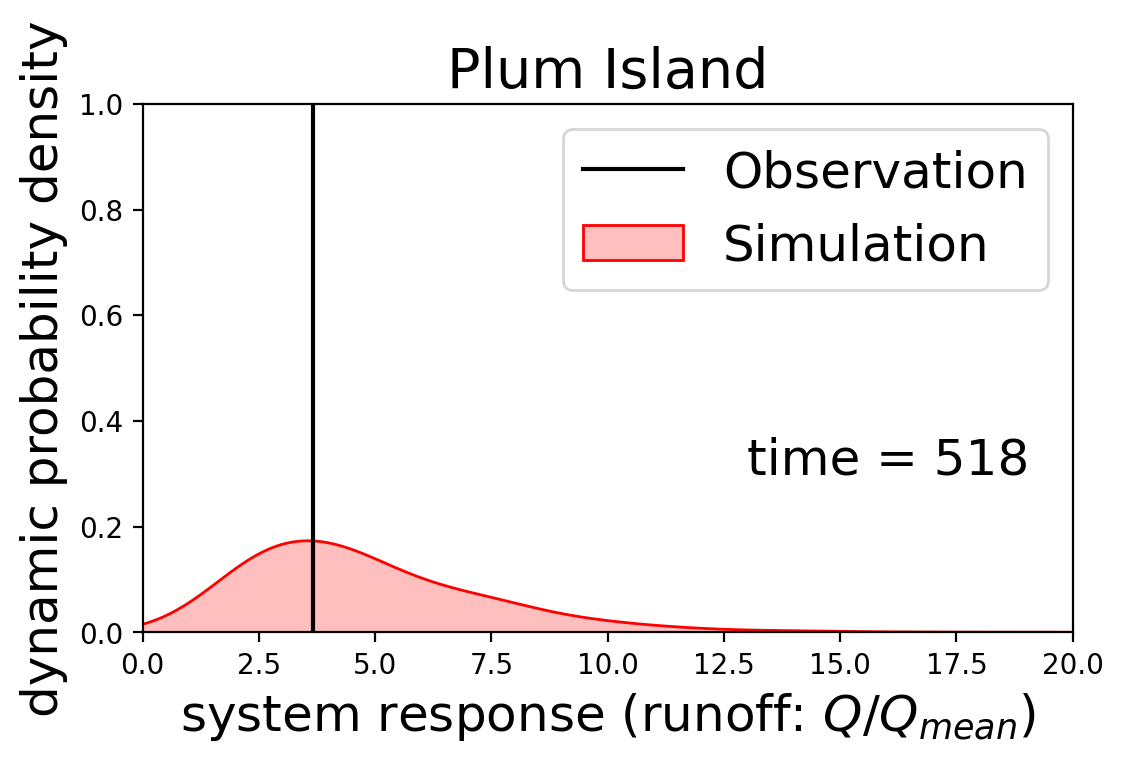 Plum Island
dynamic probability density
1.0
0.8
0.6
0.4
0.2
0.0
Observation
Simulation
time = 518
0.0 2.5 5.0 7.5 10.0 12.5 15.0 17.5 20.0
system response (runoff: Q/Qmean)